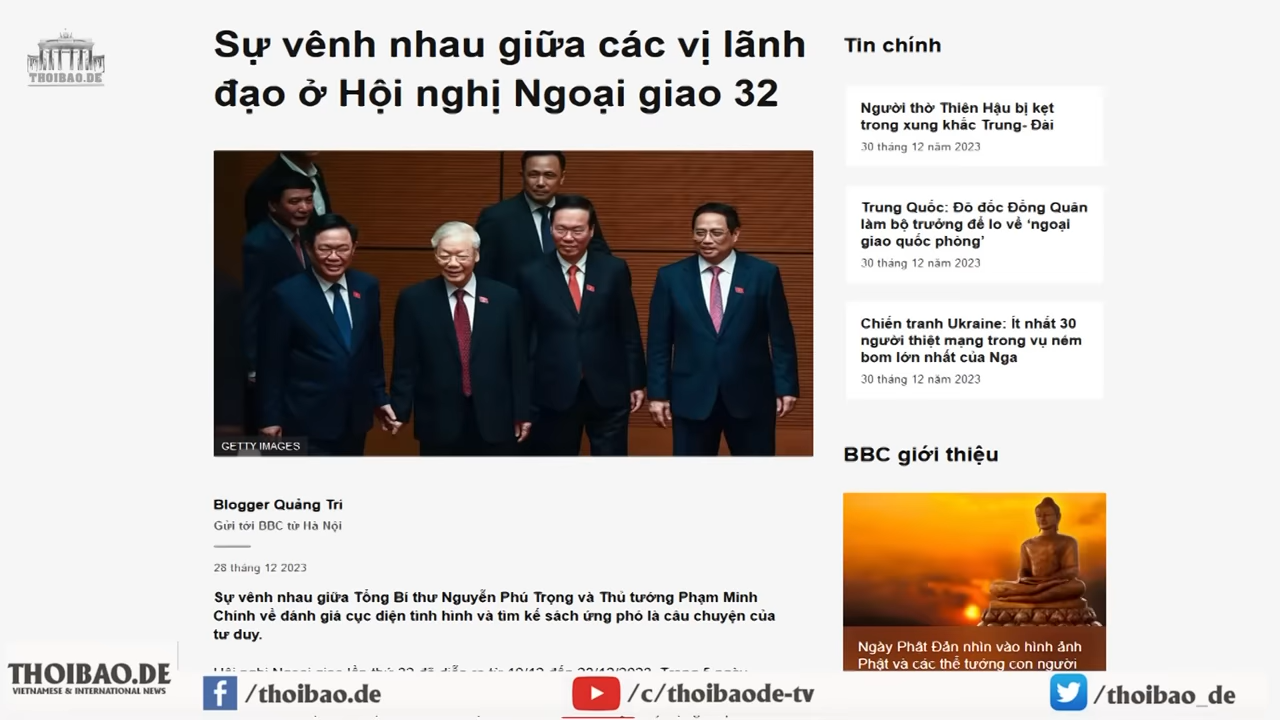 THOIBAO.DE
Sự vênh nhau giữa các vị lãnh
đạo ở Hội nghị Ngoại giao 32
GETTY IMAGES
Blogger Quảng Trí
Gửi tới BBC từ Hà Nội
28 tháng 12 2023
Sự vênh nhau giữa Tổng Bí thư Nguyễn Phú Trọng và Thủ tướng Phạm Minh
Chính về đánh giá cục diện tình hình và tìm kế sách ứng phó là câu chuyện của
tư duy.
Tin chính
Người thờ Thiên Hậu bị kẹt
trong xung khắc Trung- Đài
30 tháng 12 năm 2023
Trung Quốc: Đô đốc Đổng Quân
làm bộ trưởng để lo về ‘ngoại
giao quốc phòng’
30 tháng 12 năm 2023
Chiến tranh Ukraine: Ít nhất 30
người thiệt mạng trong vụ ném
bom lớn nhất của Nga
30 tháng 12 năm 2023
BBC giới thiệu
Ngày Phật Đản nhìn vào hình ảnh
Phật và các thế tướng con người
THOIBAO.DE
VIETNAMESE & INTERNATIONAL NEWS
/thoibao.de
/c/thoibaode-tv
/thoibao_de